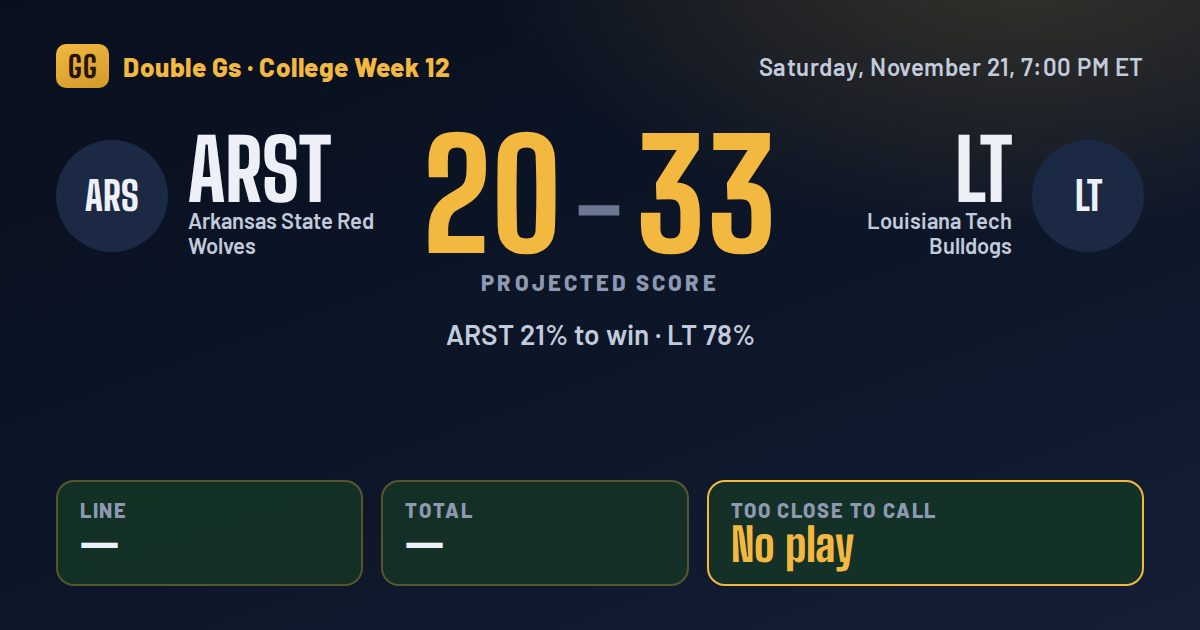 GG
Double Gs · College Week 12
Saturday, November 21, 7:00 PM ET
ARS
ARST
Arkansas State Red
Wolves
20 – 33
PROJECTED SCORE
ARST 21% to win · LT 78%
LT
Louisiana Tech
Bulldogs
LT
LINE
—
TOTAL
—
TOO CLOSE TO CALL
No play